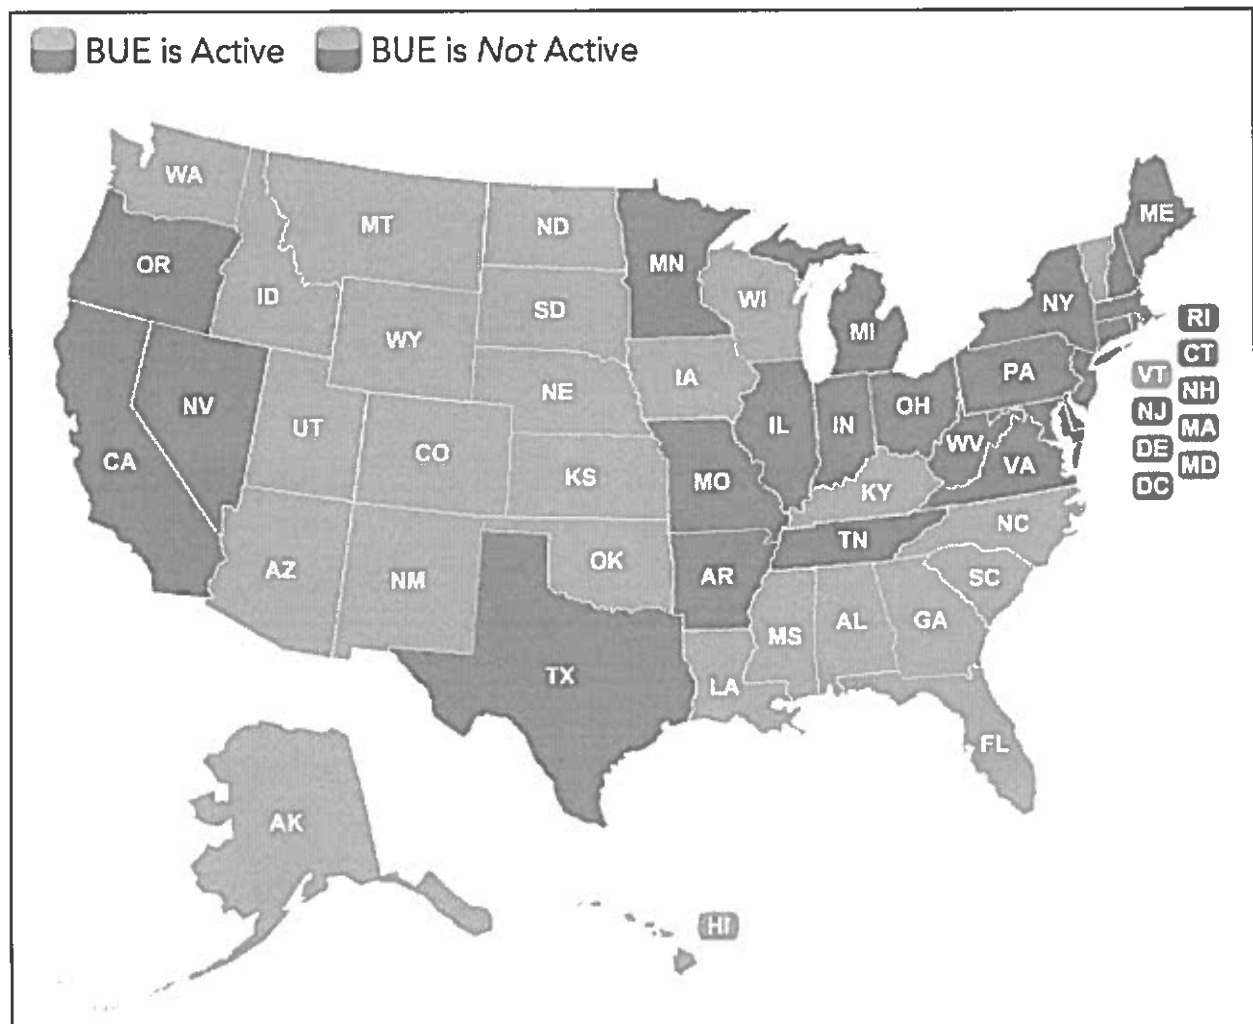 BUE is Active BUE is Not Active
WA
MT
ND
MN
ME
OR
ID
SD
WI
NY
MI
RI
WY
CT
VT
PA
NH
NE
IA
NV
OH
NJ
IL
IN
MA
UT
CO
WV
DE
CA
VA
MD
KS
MO
KY
DC
NC
TN
OK
AZ
NM
AR
SC
GA
MS
AL
TX
LA
FL
AK
HI